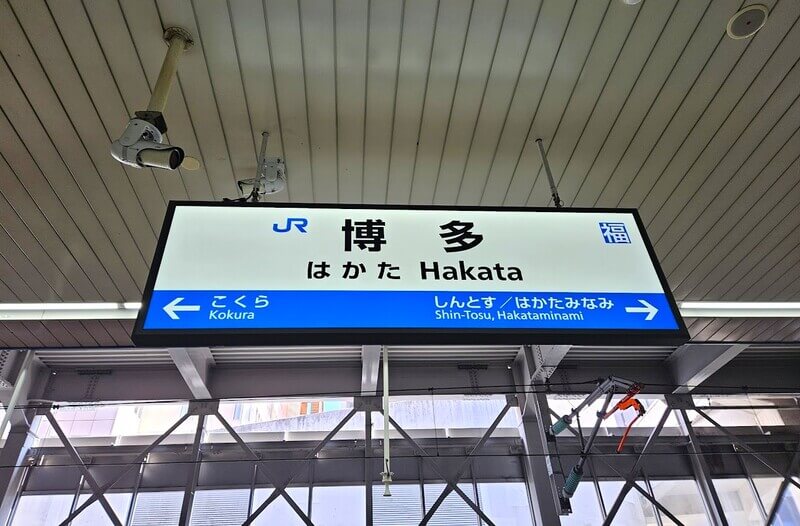 JR 博多 福
はかた Hakata
← こくら しんとす／はかたみなみ →
Kokura Shin-Tosu, Hakataminami